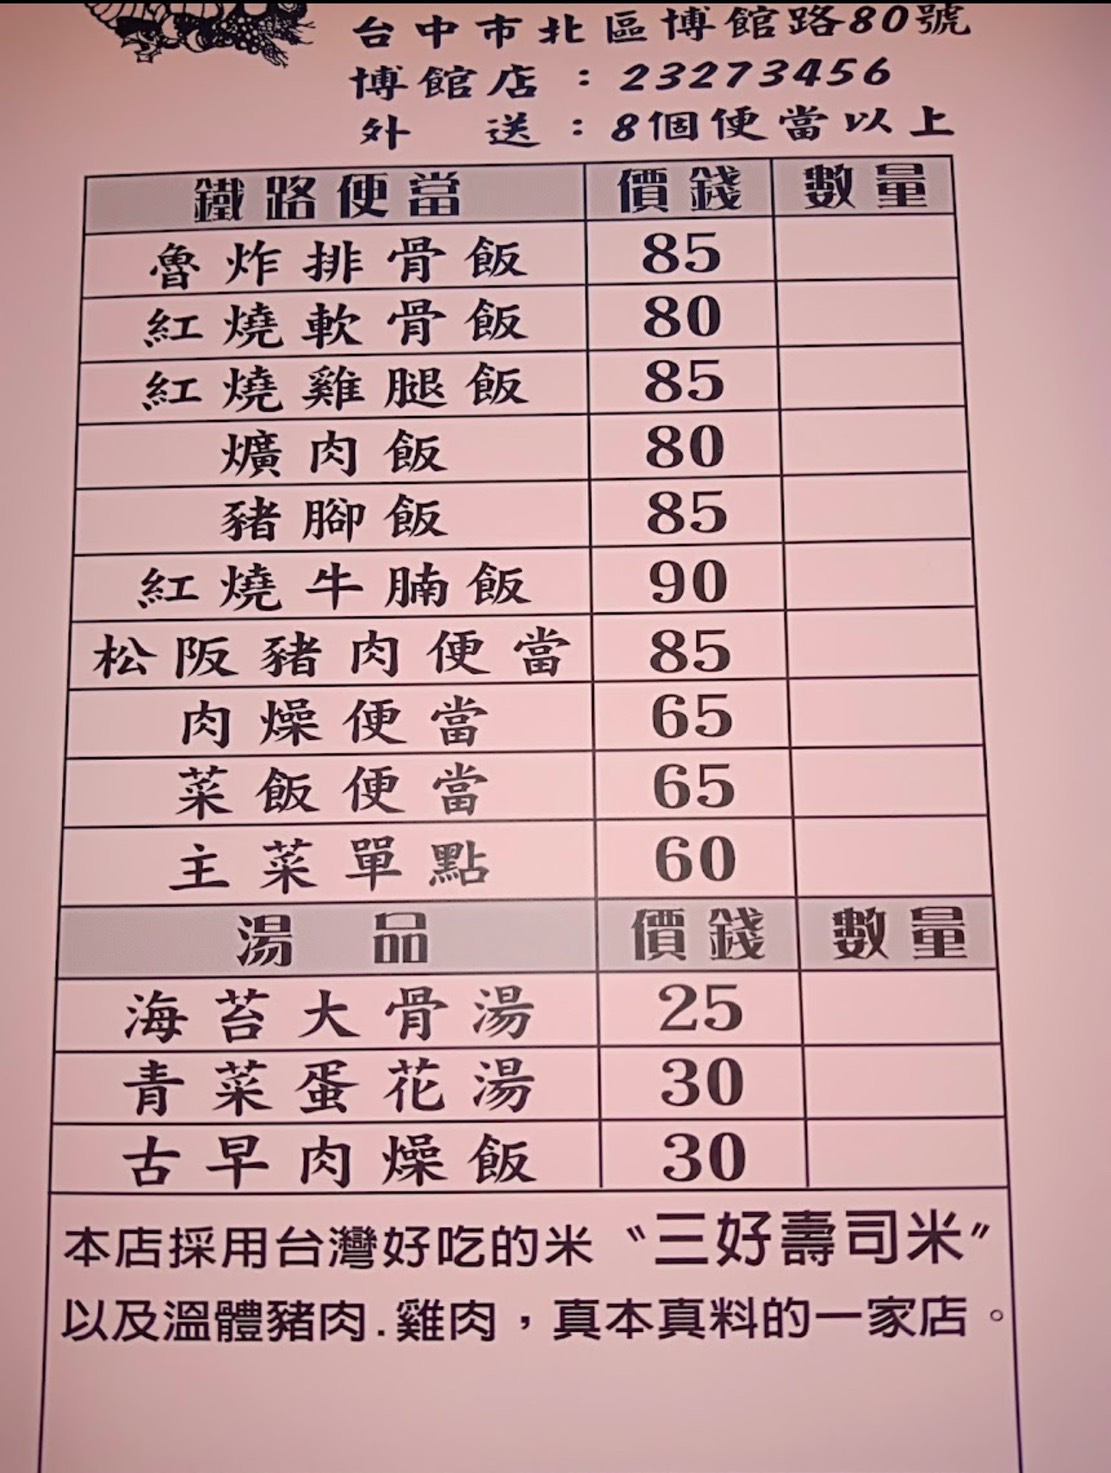 台中市北區博館路80號
博館店：23273456
外 送：8個便當以上
鐵路便當 價錢 數量
魯炸排骨飯 85
紅燒軟骨飯 80
紅燒雞腿飯 85
爌肉飯 80
豬腳飯 85
紅燒牛腩飯 90
松阪豬肉便當 85
肉燥便當 65
菜飯便當 65
主菜單點 60
湯 品 價錢 數量
海苔大骨湯 25
青菜蛋花湯 30
古早肉燥飯 30
本店採用台灣好吃的米〝三好壽司米〞
以及溫體豬肉.雞肉，真本真料的一家店。